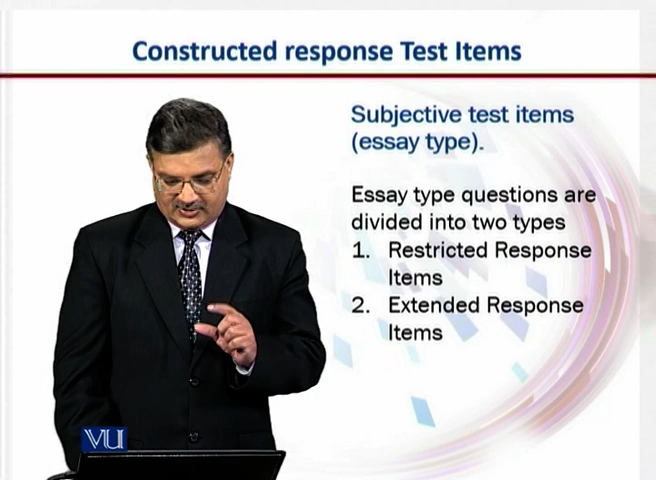 Constructed response Test Items
Subjective test items
(essay type).
Essay type questions are
divided into two types
1. Restricted Response
Items
2. Extended Response
Items
VU